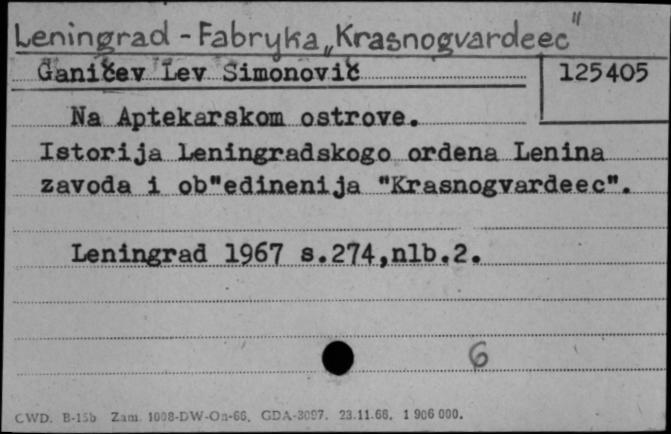 Leningrad - Fabryka „Krasnogvardeec"
Ganičev Lev Simonovič
125405
Na Aptekarskom ostrove.
Istorija Leningradskogo ordena Lenina
zavoda i ob"edinenija "Krasnogvardeec".
Leningrad 1967 s.274,nlb.2.
6
CWD. B-15b Zam. 1008-DW-On-66. GDA-3097. 23.11.66. 1 906 000.